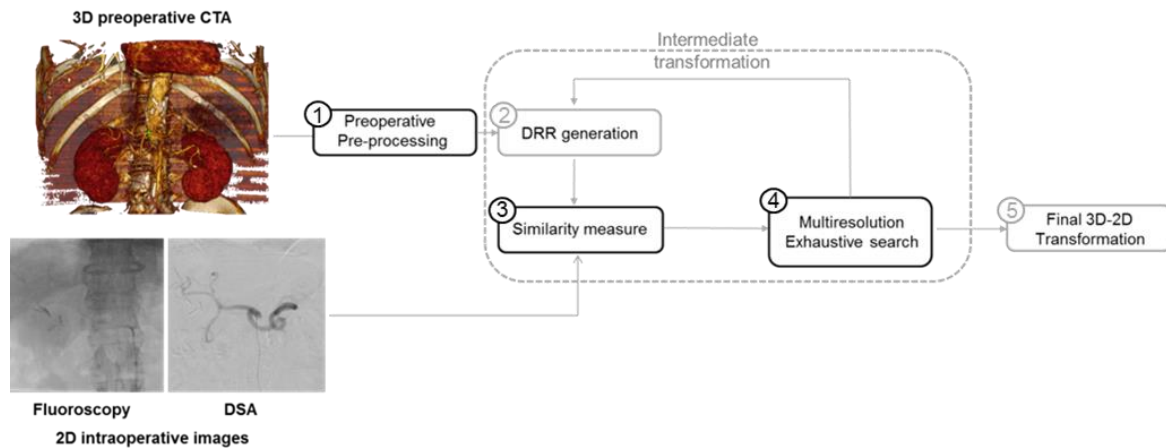 3D preoperative CTA
Intermediate
transformation
1
Preoperative
Pre-processing
2
DRR generation
3
Similarity measure
4
Multiresolution
Exhaustive search
5
Final 3D-2D
Transformation
Fluoroscopy
DSA
2D intraoperative images